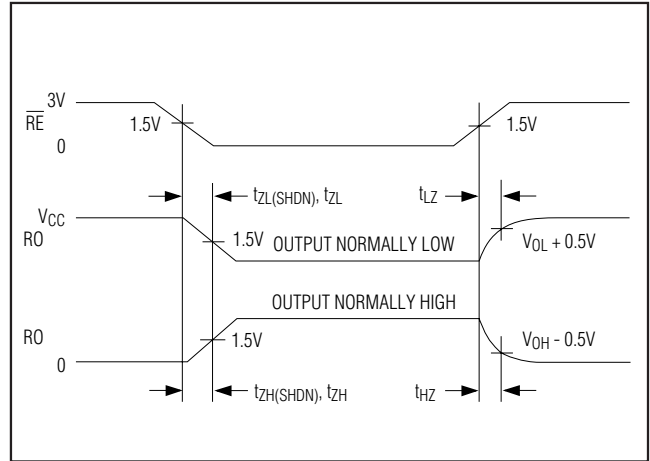 3V
RE
1.5V
1.5V
0
tZL(SHDN), tZL
tLZ
VCC
RO
1.5V
OUTPUT NORMALLY LOW
VOL + 0.5V
OUTPUT NORMALLY HIGH
RO
1.5V
VOH – 0.5V
0
tZH(SHDN), tZH
tHZ